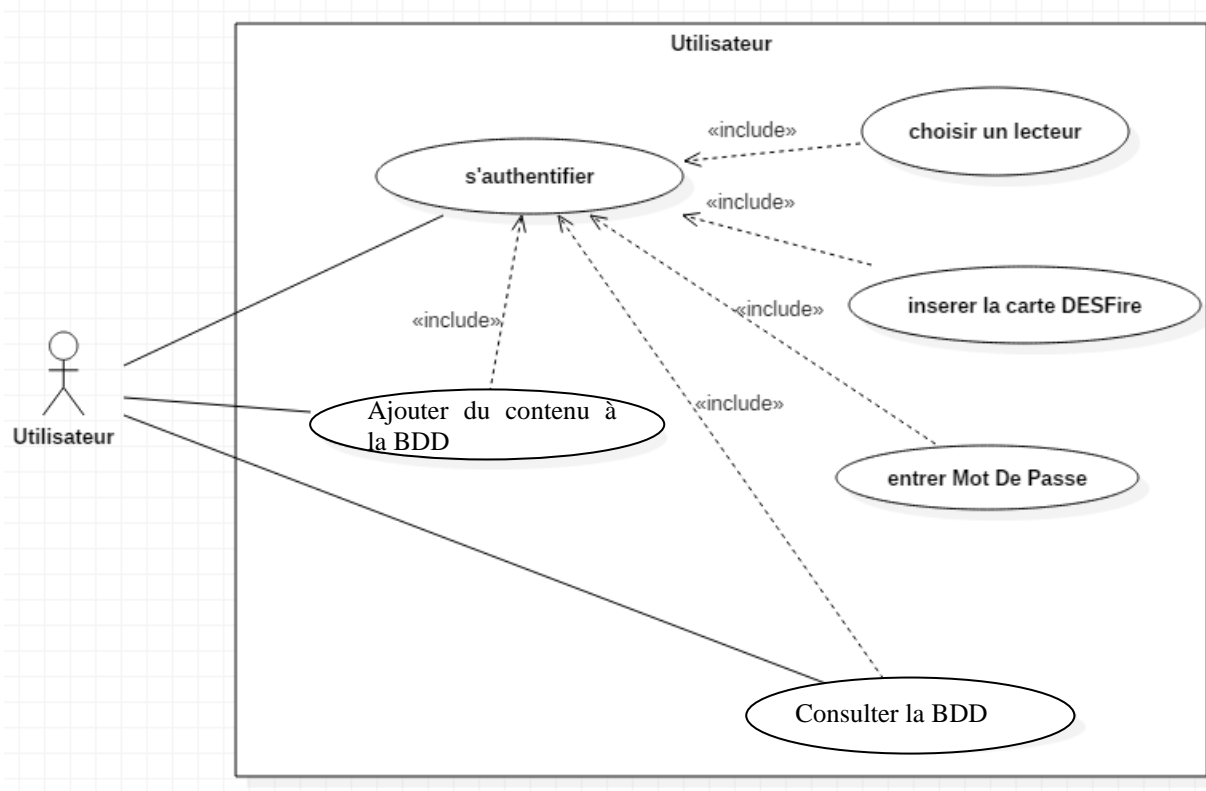 Utilisateur
«include»
choisir un lecteur
s'authentifier
«include»
inserer la carte DESFire
«include»
«include»
Utilisateur
Ajouter du contenu à
la BDD
«include»
entrer Mot De Passe
Consulter la BDD